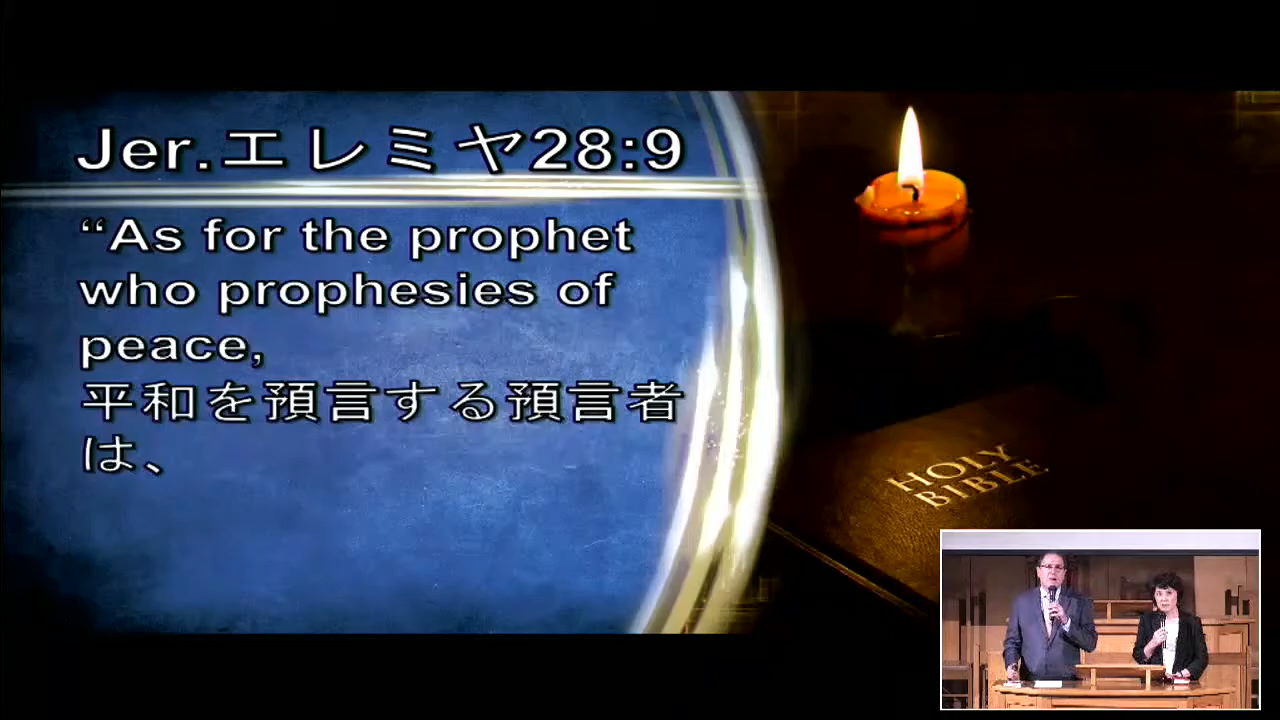 Jer.エレミヤ28:9
“As for the prophet
who prophesies of
peace,
平和を預言する預言者
は、
HOLY
BIBLE